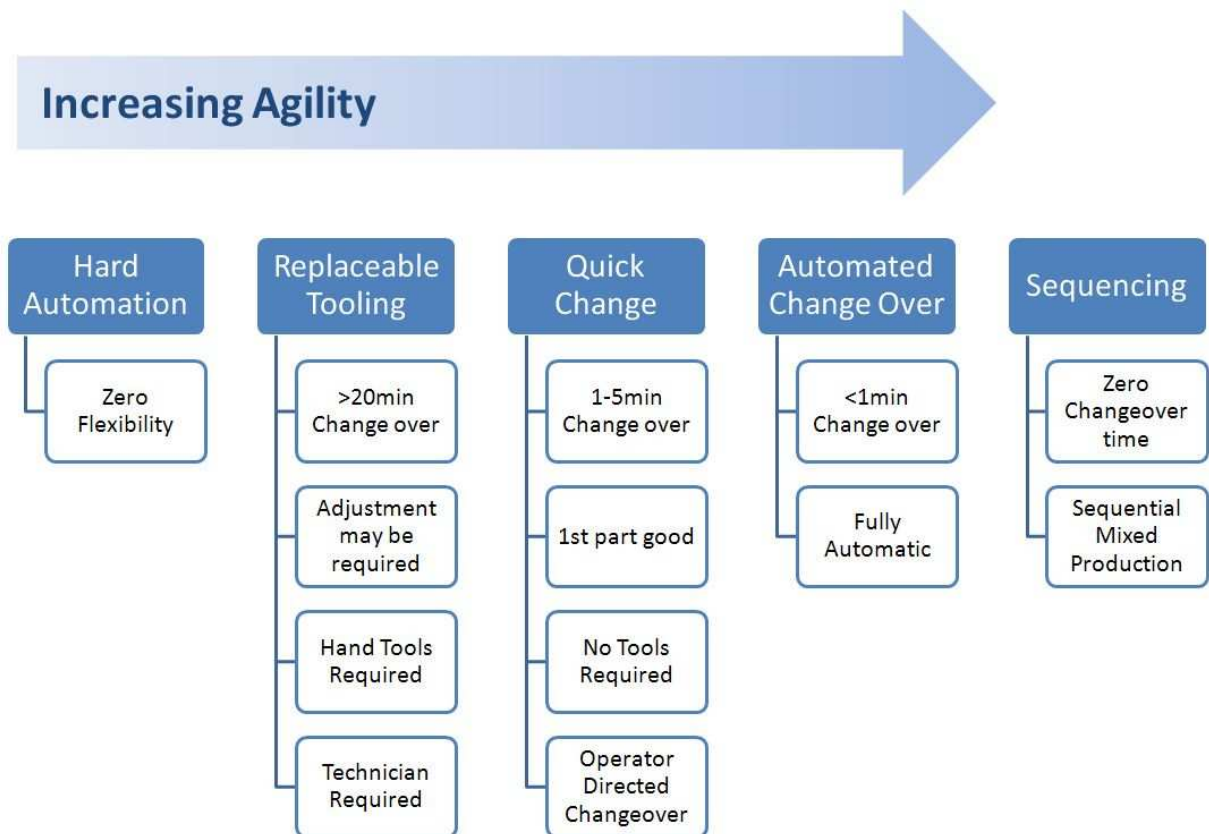 Increasing Agility
Hard
Automation
Zero
Flexibility
Replaceable
Tooling
>20min
Change over
Adjustment
may be
required
Hand Tools
Required
Technician
Required
Quick
Change
1-5min
Change over
1st part good
No Tools
Required
Operator
Directed
Changeover
Automated
Change Over
<1min
Change over
Fully
Automatic
Sequencing
Zero
Changeover
time
Sequential
Mixed
Production